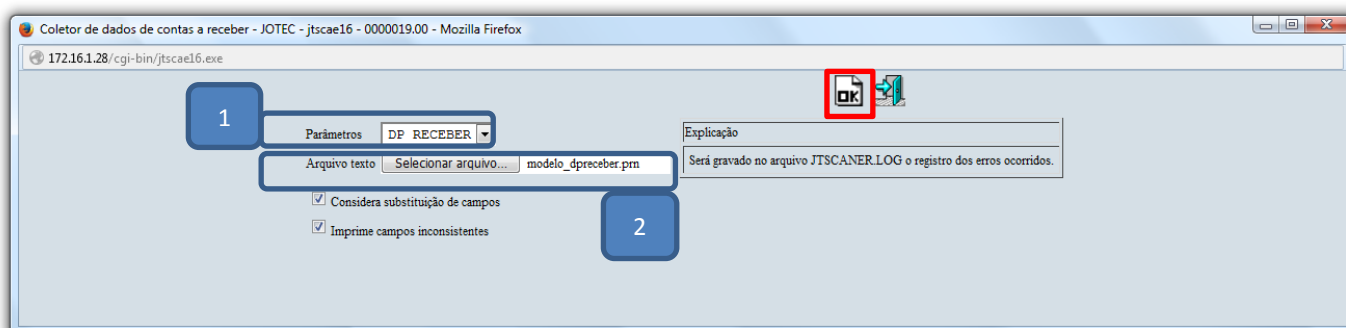 Coletor de dados de contas a receber - JOTEC - jtscae16 - 0000019.00 - Mozilla Firefox
172.16.1.28/cgi-bin/jtscae16.exe
OK
1
Parâmetros DP RECEBER
Explicação
Arquivo texto Selecionar arquivo... modelo_dpreceber.prn
Será gravado no arquivo JTSCANER.LOG o registro dos erros ocorridos.
Considera substituição de campos
2
Imprime campos inconsistentes